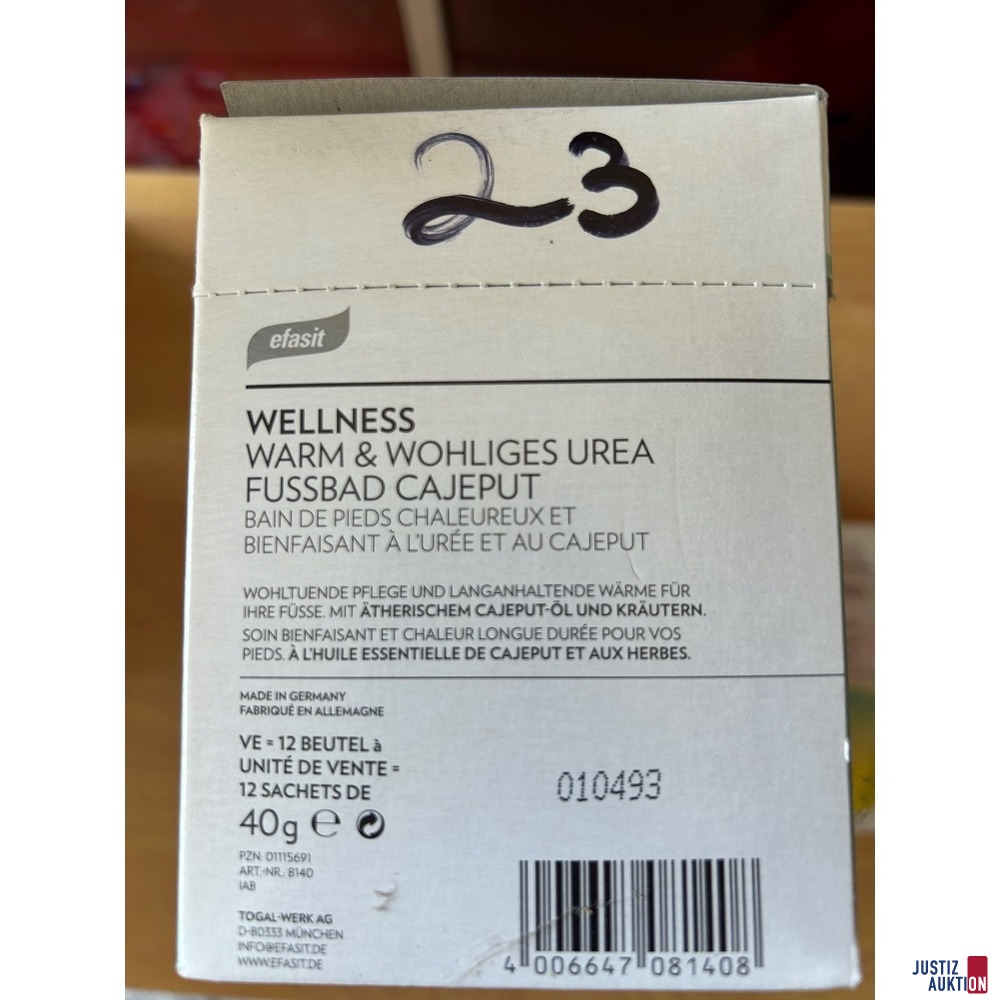 23
efasit
WELLNESS
WARM & WOHLIGES UREA
FUSSBAD CAJEPUT
BAIN DE PIEDS CHALEUREUX ET
BIENFAISANT À L'URÉE ET AU CAJEPUT
WOHLTUENDE PFLEGE UND LANGANHALTENDE WÄRME FÜR
IHRE FÜSSE. MIT ÄTHERISCHEM CAJEPUT-ÖL UND KRÄUTERN.
SOIN BIENFAISANT ET CHALEUR LONGUE DURÉE POUR VOS
PIEDS. À L'HUILE ESSENTIELLE DE CAJEPUT ET AUX HERBES.
MADE IN GERMANY
FABRIQUÉ EN ALLEMAGNE
VE = 12 BEUTEL à
UNITÉ DE VENTE =
12 SACHETS DE
40g ℮
010493
PZN: 01115691
ART.-NR. 8140
IAB
TOGAL-WERK AG
D-80333 MÜNCHEN
INFO@EFASIT.DE
WWW.EFASIT.DE
4 006647 081408
JUSTIZ
AUKTION